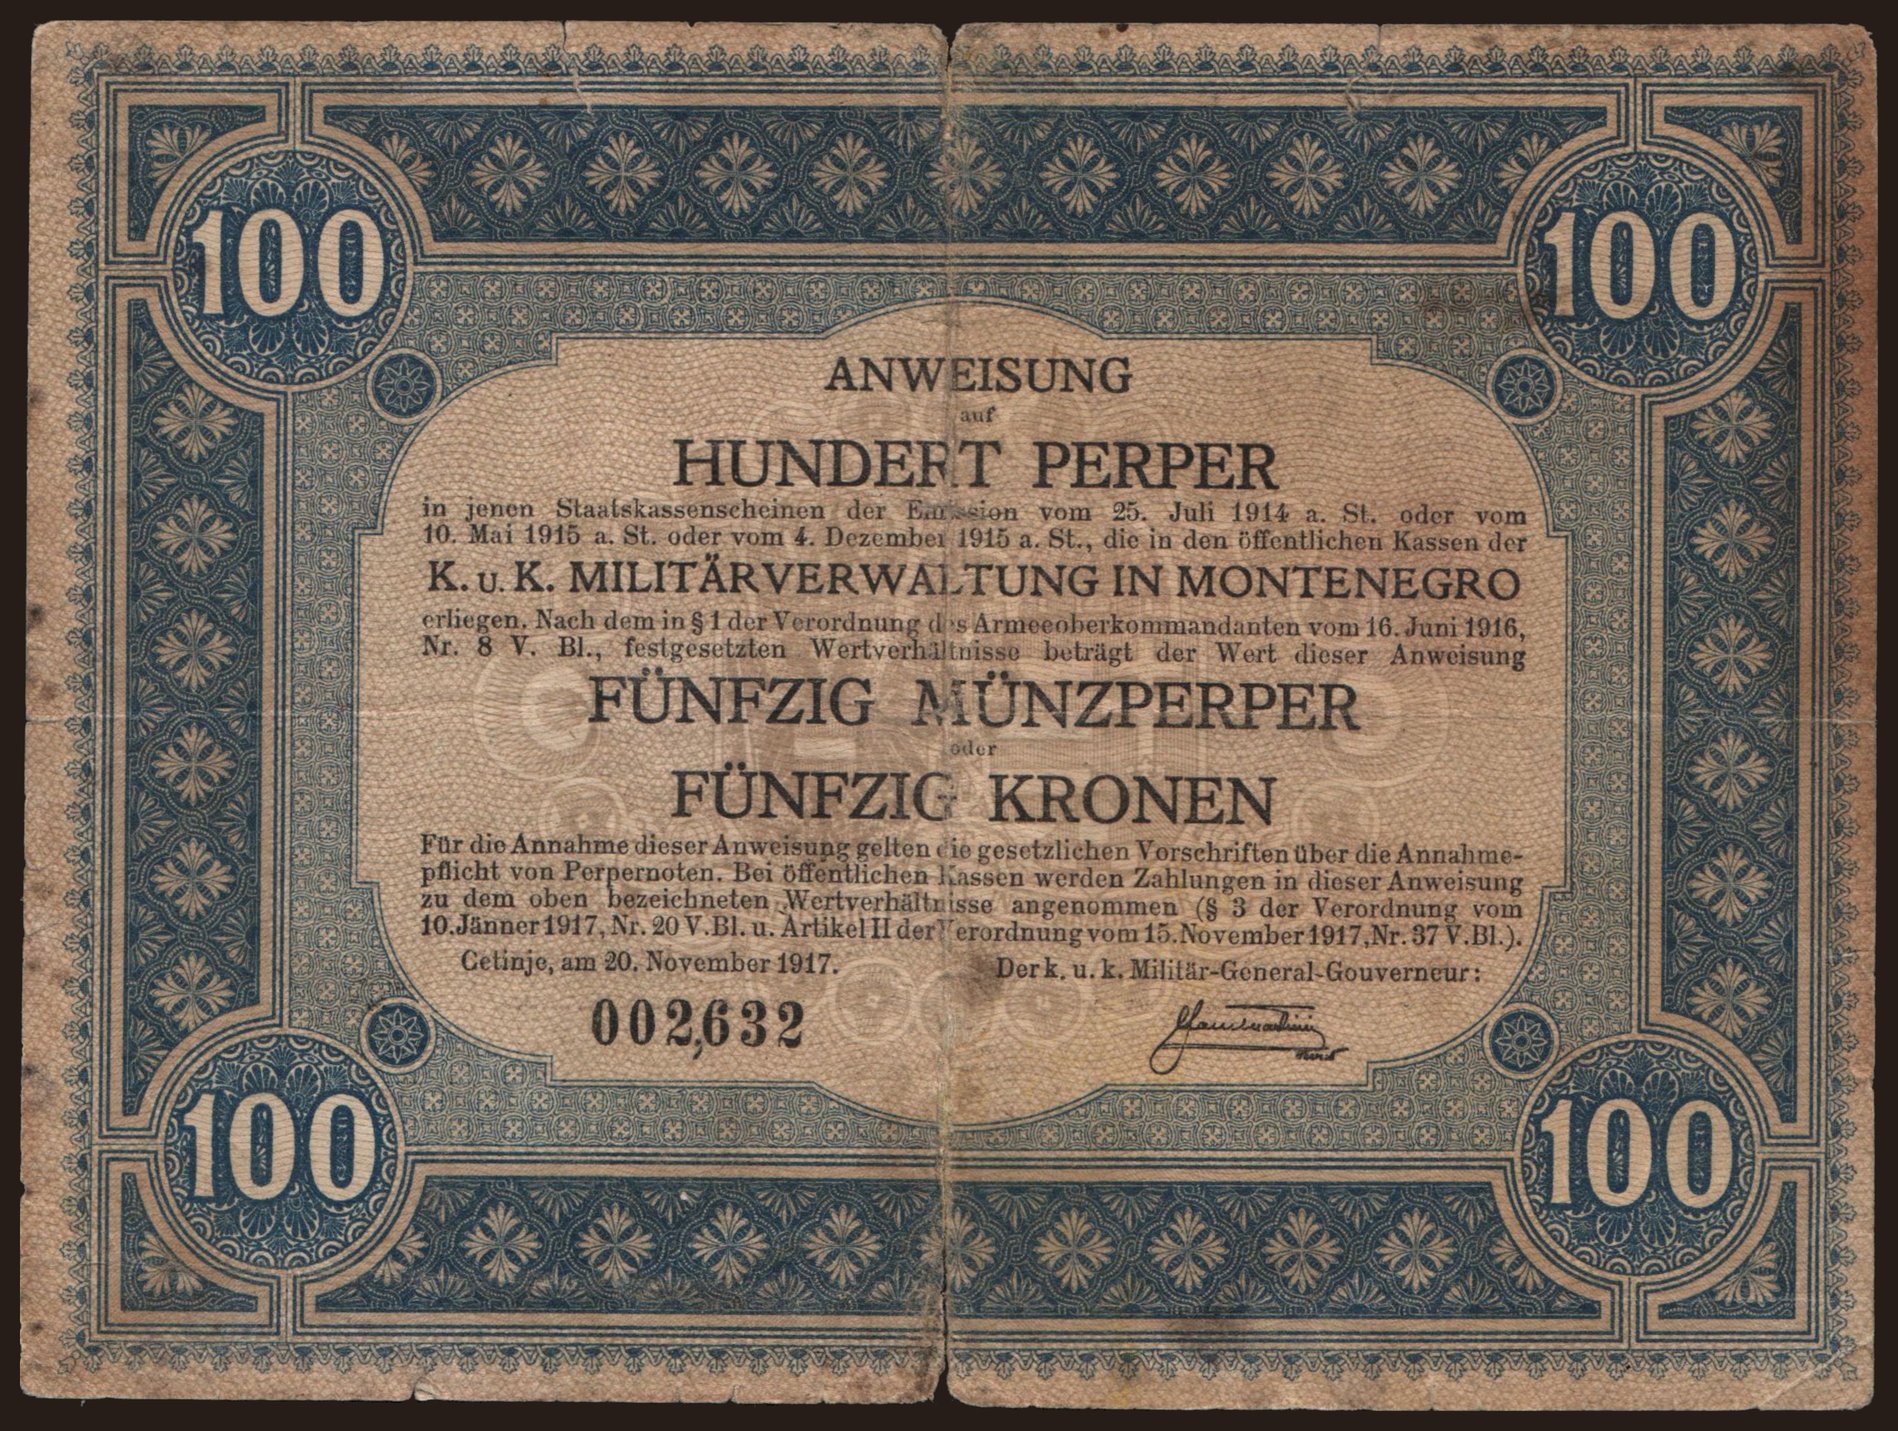 100 100
ANWEISUNG
auf
HUNDERT PERPER
in jenen Staatskassenscheinen der Emission vom 25. Juli 1914 a. St. oder vom
10. Mai 1915 a. St. oder vom 4. Dezember 1915 a. St., die in den öffentlichen Kassen der
K. u. K. MILITÄRVERWALTUNG IN MONTENEGRO
erliegen. Nach dem in § 1 der Verordnung des Armeeoberkommandanten vom 16. Juni 1916,
Nr. 8 V. Bl., festgesetzten Wertverhältnisse beträgt der Wert dieser Anweisung
FÜNFZIG MÜNZPERPER
oder
FÜNFZIG KRONEN
Für die Annahme dieser Anweisung gelten die gesetzlichen Vorschriften über die Annahme-
pflicht von Perpernoten. Bei öffentlichen Kassen werden Zahlungen in dieser Anweisung
zu dem oben bezeichneten Wertverhältnisse angenommen (§ 3 der Verordnung vom
10. Jänner 1917, Nr. 20 V. Bl. u. Artikel II der Verordnung vom 15. November 1917, Nr. 37 V. Bl.).
Cetinje, am 20. November 1917. Der k. u. k. Militär-General-Gouverneur:
002,632
100 100